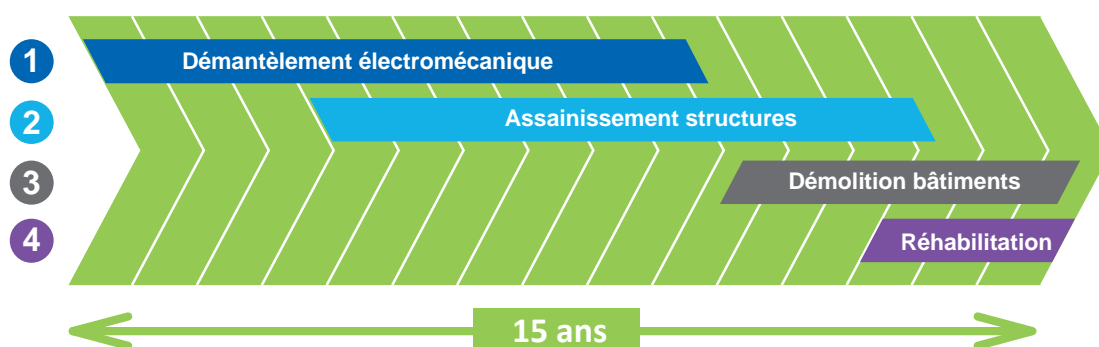 1 Démantèlement électromécanique
2 Assainissement structures
3 Démolition bâtiments
4 Réhabilitation
15 ans